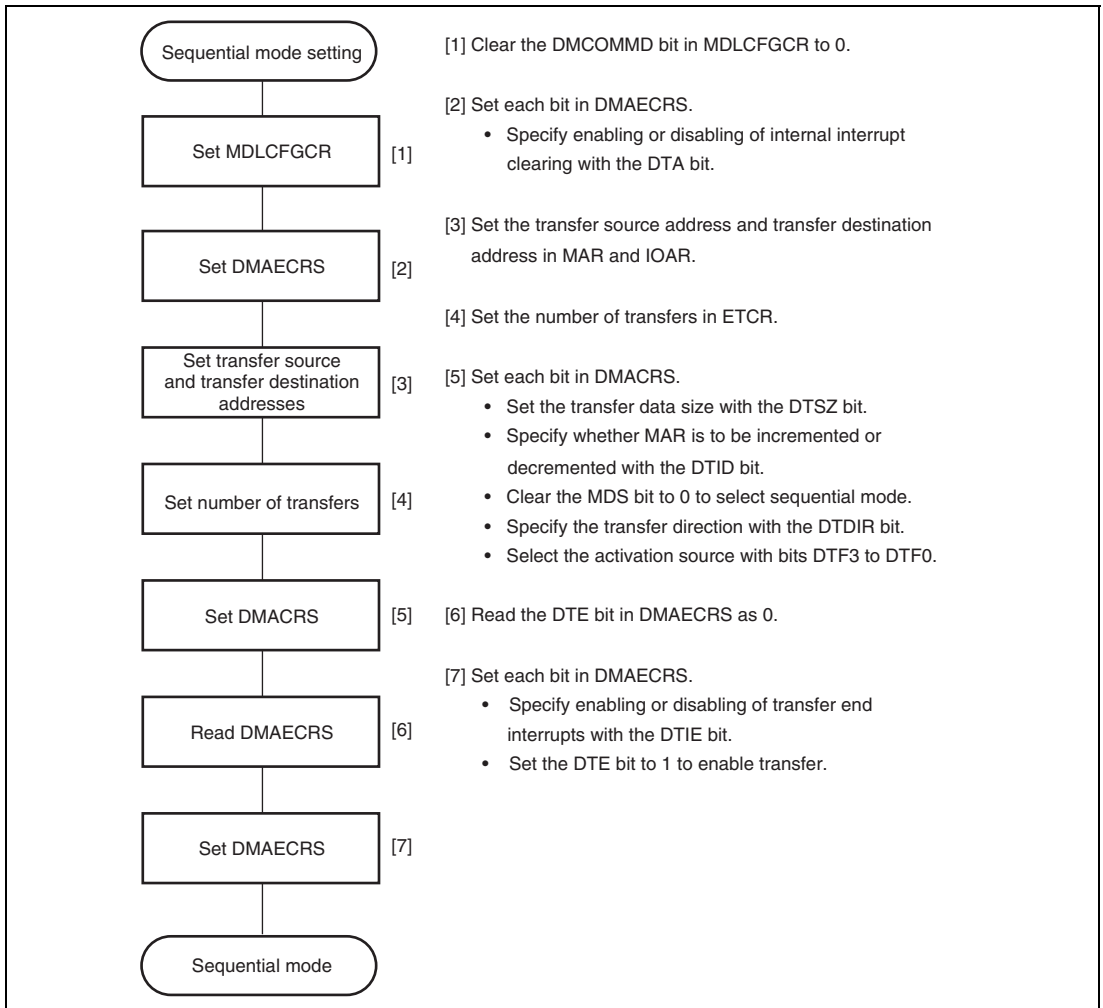 Sequential mode setting
Set MDLCFGCR
[1]
Set DMAECRS
[2]
Set transfer source
and transfer destination
addresses
[3]
Set number of transfers
[4]
Set DMACRS
[5]
Read DMAECRS
[6]
Set DMAECRS
[7]
Sequential mode
[1] Clear the DMCOMMD bit in MDLCFGCR to 0.
[2] Set each bit in DMAECRS.
• Specify enabling or disabling of internal interrupt
clearing with the DTA bit.
[3] Set the transfer source address and transfer destination
address in MAR and IOAR.
[4] Set the number of transfers in ETCR.
[5] Set each bit in DMACRS.
• Set the transfer data size with the DTSZ bit.
• Specify whether MAR is to be incremented or
decremented with the DTID bit.
• Clear the MDS bit to 0 to select sequential mode.
• Specify the transfer direction with the DTDIR bit.
• Select the activation source with bits DTF3 to DTF0.
[6] Read the DTE bit in DMAECRS as 0.
[7] Set each bit in DMAECRS.
• Specify enabling or disabling of transfer end
interrupts with the DTIE bit.
• Set the DTE bit to 1 to enable transfer.